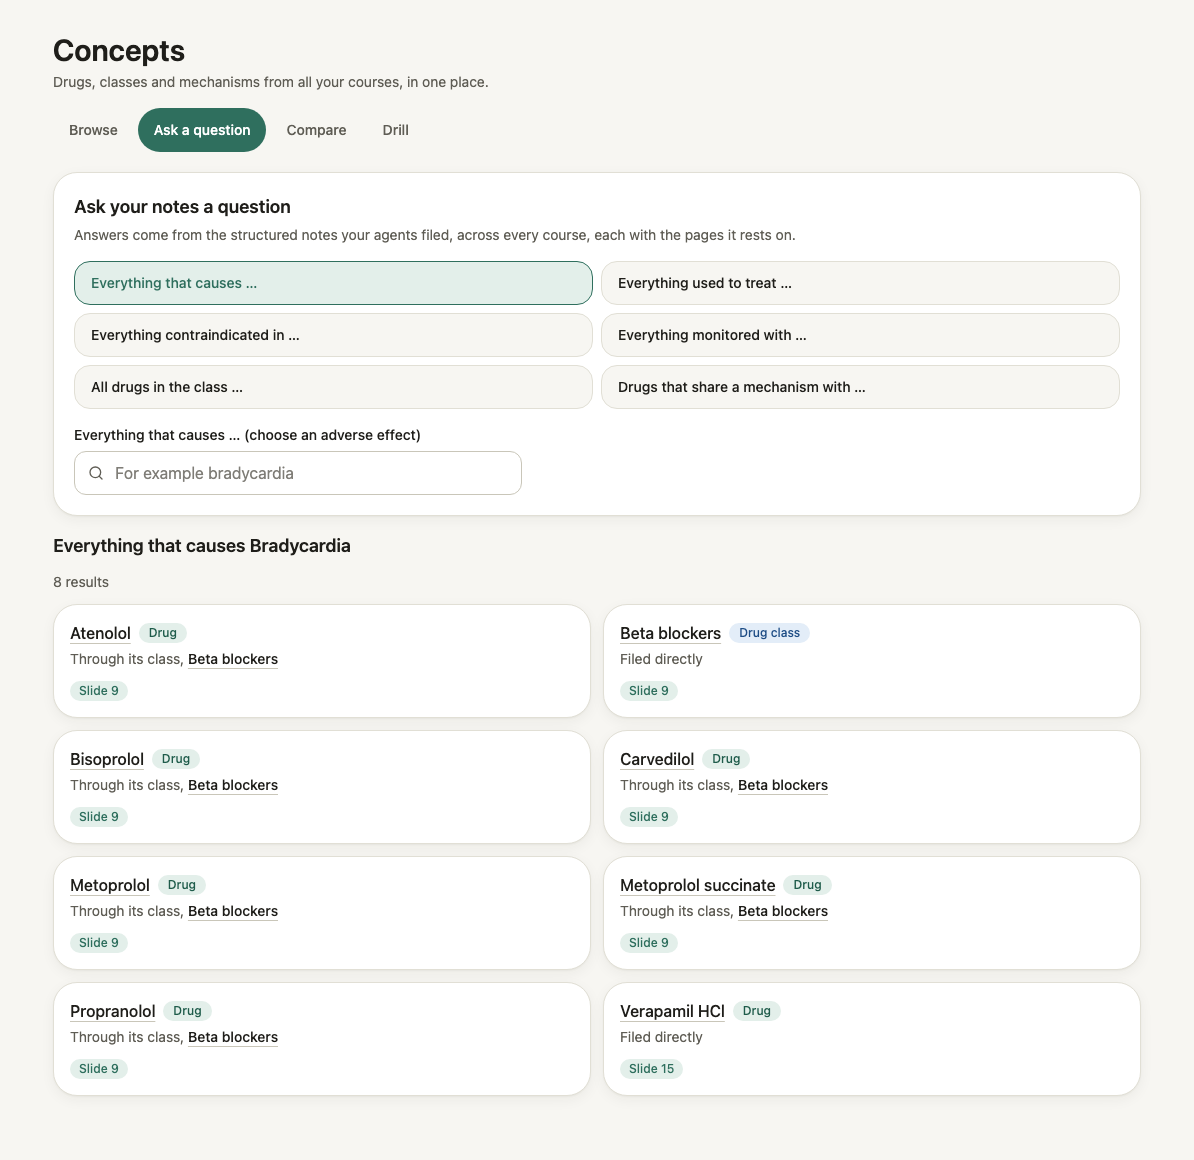 Concepts
Drugs, classes and mechanisms from all your courses, in one place.
Browse
Ask a question
Compare
Drill
Ask your notes a question
Answers come from the structured notes your agents filed, across every course, each with the pages it rests on.
Everything that causes ...
Everything used to treat ...
Everything contraindicated in ...
Everything monitored with ...
All drugs in the class ...
Drugs that share a mechanism with ...
Everything that causes ... (choose an adverse effect)
For example bradycardia
Everything that causes Bradycardia
8 results
Atenolol Drug
Through its class, Beta blockers
Slide 9
Beta blockers Drug class
Filed directly
Slide 9
Bisoprolol Drug
Through its class, Beta blockers
Slide 9
Carvedilol Drug
Through its class, Beta blockers
Slide 9
Metoprolol Drug
Through its class, Beta blockers
Slide 9
Metoprolol succinate Drug
Through its class, Beta blockers
Slide 9
Propranolol Drug
Through its class, Beta blockers
Slide 9
Verapamil HCl Drug
Filed directly
Slide 15